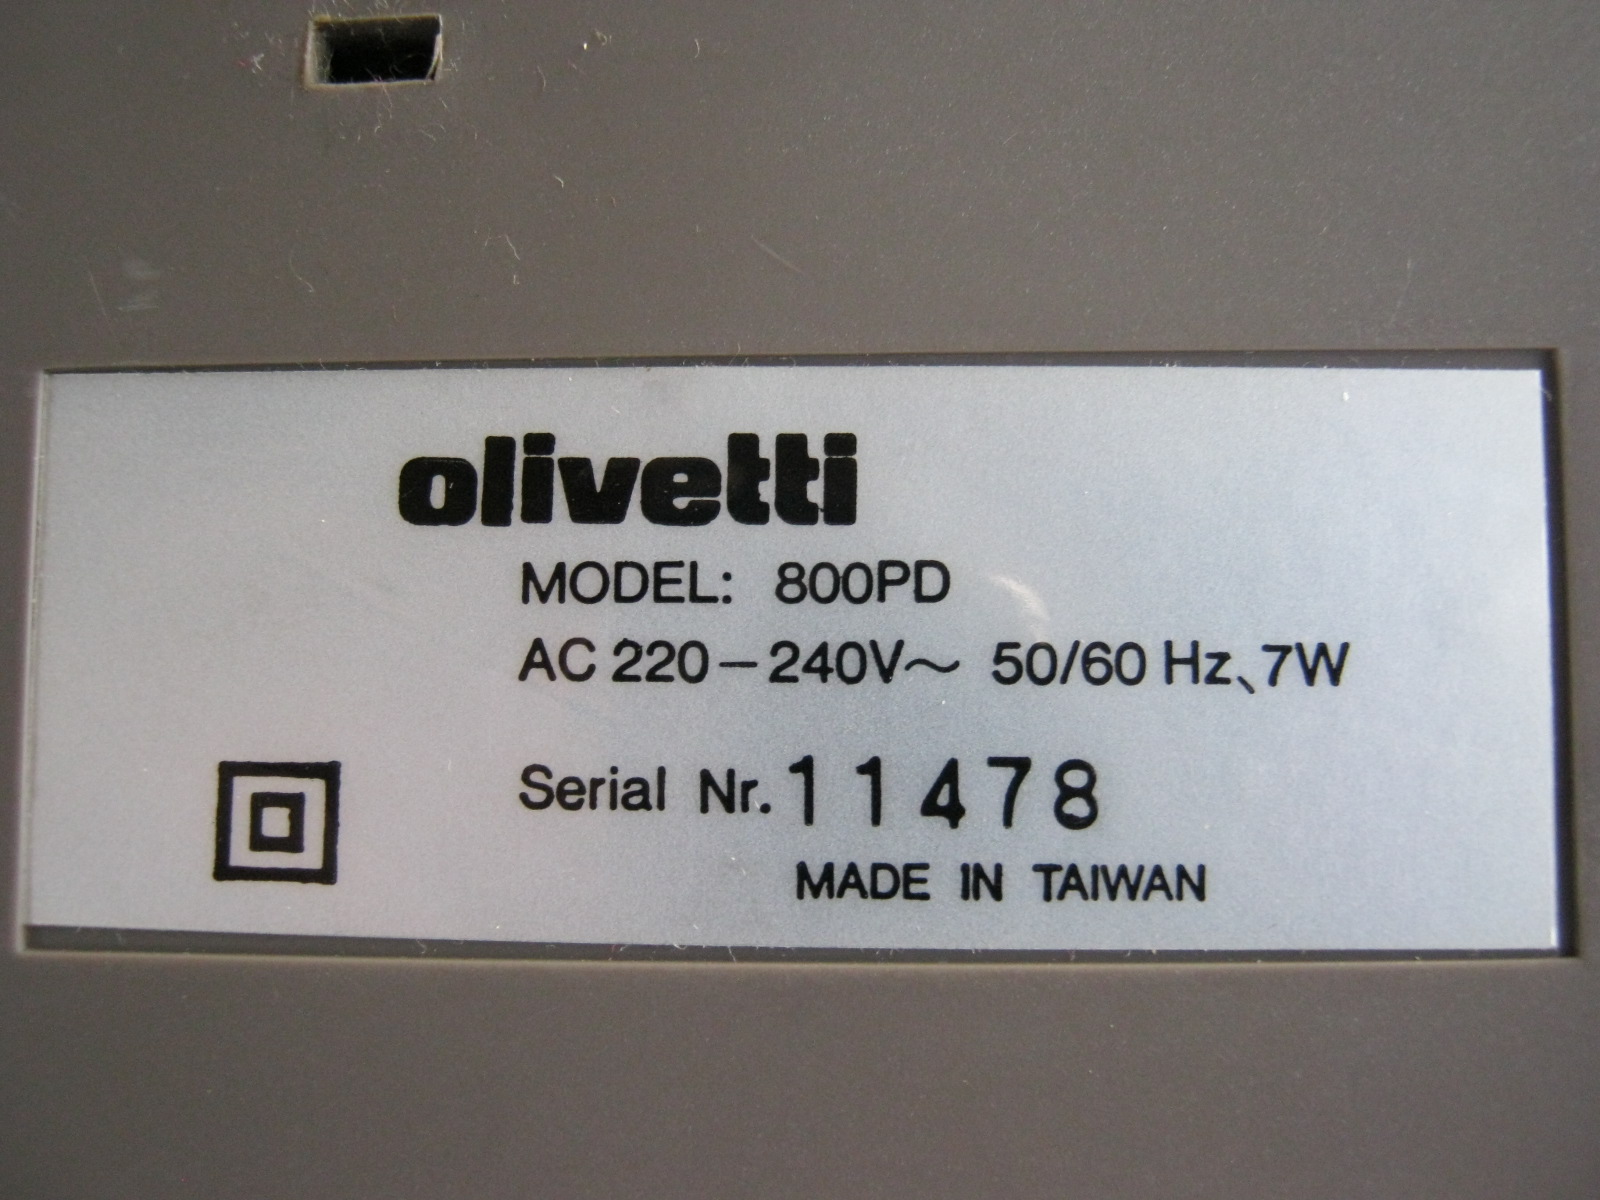 olivetti
MODEL: 800PD
AC 220–240V～ 50/60 Hz、7W
Serial Nr. 11478
MADE IN TAIWAN